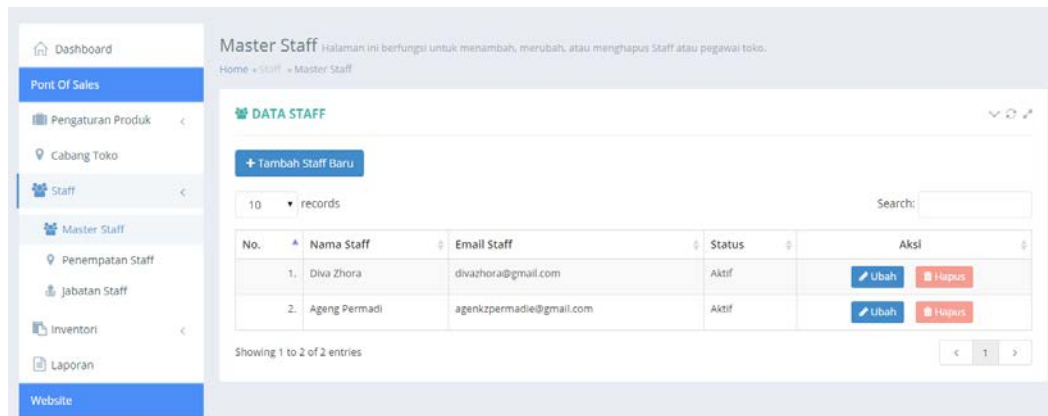 Dashboard
Pont Of Sales
Pengaturan Produk
Cabang Toko
Staff
Master Staff
Penempatan Staff
Jabatan Staff
Inventori
Laporan
Website
Master Staff Halaman ini berfungsi untuk menambah, merubah, atau menghapus Staff atau pegawai toko.
Home » Staff » Master Staff
DATA STAFF
+ Tambah Staff Baru
10 records
Search:
No. Nama Staff Email Staff Status Aksi
1. Diva Zhora divazhora@gmail.com Aktif Ubah Hapus
2. Ageng Permadi agenkzpermadie@gmail.com Aktif Ubah Hapus
Showing 1 to 2 of 2 entries
< 1 >